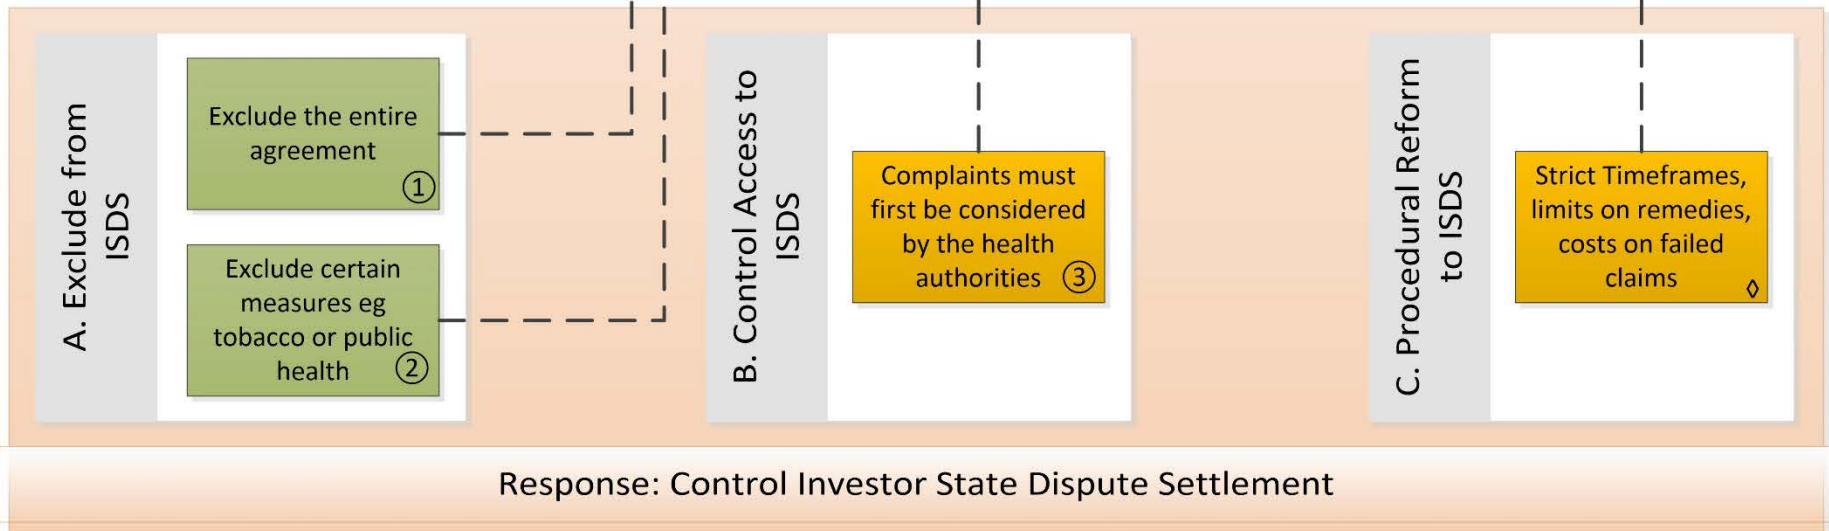 A. Exclude from
ISDS
Exclude the entire
agreement
①
Exclude certain
measures eg
tobacco or public
health ②
B. Control Access to
ISDS
Complaints must
first be considered
by the health
authorities ③
C. Procedural Reform
to ISDS
Strict Timeframes,
limits on remedies,
costs on failed
claims ◊
Response: Control Investor State Dispute Settlement